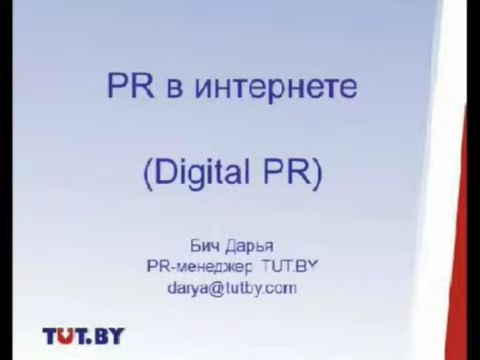 PR в интернете
(Digital PR)
Бич Дарья
PR-менеджер TUT.BY
darya@tutby.com
TUT.BY